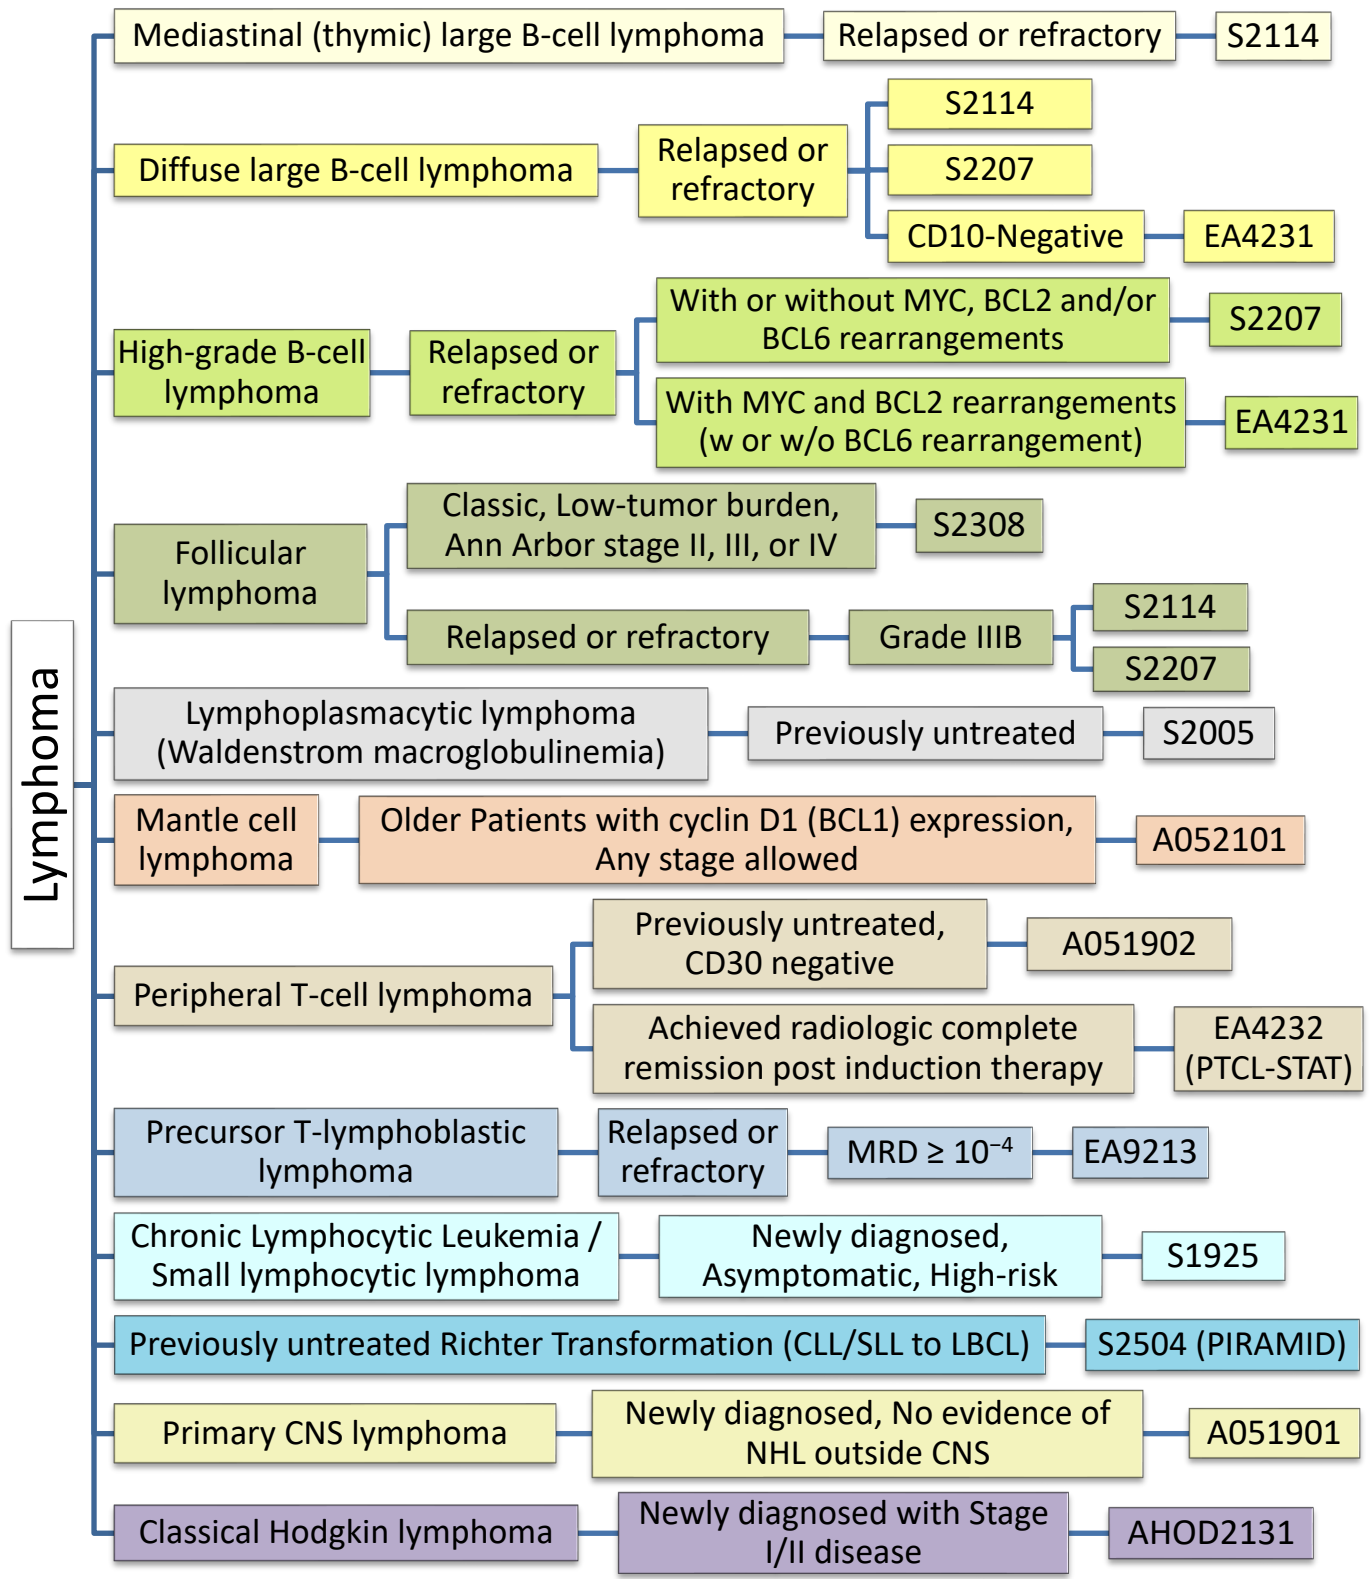 Lymphoma
Mediastinal (thymic) large B-cell lymphoma
Relapsed or refractory
S2114
Diffuse large B-cell lymphoma
Relapsed or
refractory
S2114
S2207
CD10-Negative
EA4231
High-grade B-cell
lymphoma
Relapsed or
refractory
With or without MYC, BCL2 and/or
BCL6 rearrangements
S2207
With MYC and BCL2 rearrangements
(w or w/o BCL6 rearrangement)
EA4231
Follicular
lymphoma
Classic, Low-tumor burden,
Ann Arbor stage II, III, or IV
S2308
Relapsed or refractory
Grade IIIB
S2114
S2207
Lymphoplasmacytic lymphoma
(Waldenstrom macroglobulinemia)
Previously untreated
S2005
Mantle cell
lymphoma
Older Patients with cyclin D1 (BCL1) expression,
Any stage allowed
A052101
Peripheral T-cell lymphoma
Previously untreated,
CD30 negative
A051902
Achieved radiologic complete
remission post induction therapy
EA4232
(PTCL-STAT)
Precursor T-lymphoblastic
lymphoma
Relapsed or
refractory
MRD ≥ 10⁻⁴
EA9213
Chronic Lymphocytic Leukemia /
Small lymphocytic lymphoma
Newly diagnosed,
Asymptomatic, High-risk
S1925
Previously untreated Richter Transformation (CLL/SLL to LBCL)
S2504 (PIRAMID)
Primary CNS lymphoma
Newly diagnosed, No evidence of
NHL outside CNS
A051901
Classical Hodgkin lymphoma
Newly diagnosed with Stage
I/II disease
AHOD2131